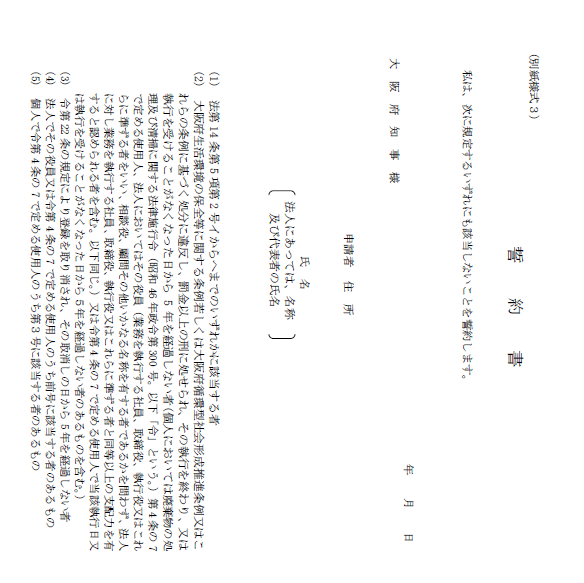 (別紙様式3)
誓 約 書
私は、次に規定するいずれにも該当しないことを誓約します。
年 月 日
大 阪 府 知 事 様
申請者 住 所
氏 名
法人にあっては、名称
及び代表者の氏名
(1) 法第14条第5項第2号イからヘまでのいずれかに該当する者
(2) 大阪府生活環境の保全等に関する条例若しくは大阪府循環型社会形成推進条例又はこ
れらの条例に基づく処分に違反し、罰金以上の刑に処せられ、その執行を終わり、又は
執行を受けることがなくなった日から 5 年を経過しない者(個人においては廃棄物の処
理及び清掃に関する法律施行令(昭和 46 年政令第 300 号。以下「令」という。)第4条の7
で定める使用人、法人においてはその役員(業務を執行する社員、取締役、執行役又はこれ
らに準ずる者をいい、相談役、顧問その他いかなる名称を有する者であるかを問わず、法人
に対し業務を執行する社員、取締役、執行役又はこれらに準ずる者と同等以上の支配力を有
すると認められる者を含む。以下同じ。)又は令第4条の7で定める使用人で当該執行日又
は執行を受けることがなくなった日から5年を経過しない者のあるものを含む。)
(3) 令第22条の規定により登録を取り消され、その取消しの日から5年を経過しない者
(4) 法人でその役員又は令第4条の7で定める使用人のうち前号に該当する者のあるもの
(5) 個人で令第4条の7で定める使用人のうち第3号に該当する者のあるもの